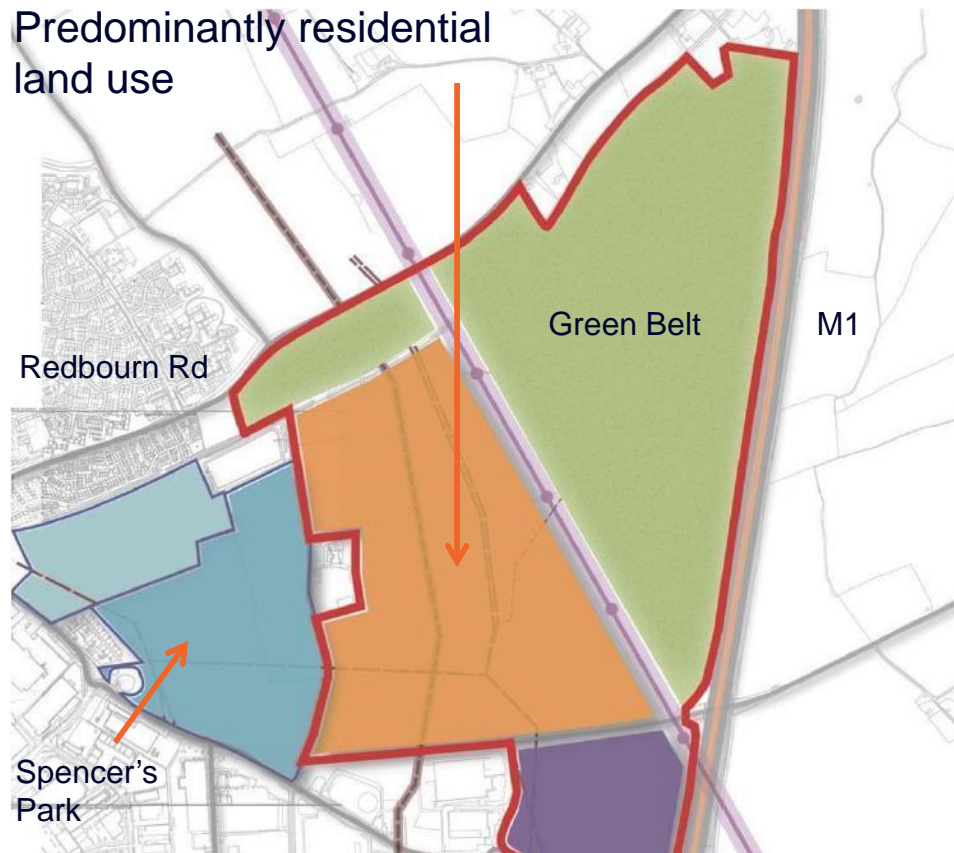 Predominantly residential
land use
Green Belt
M1
Redbourn Rd
Spencer's
Park